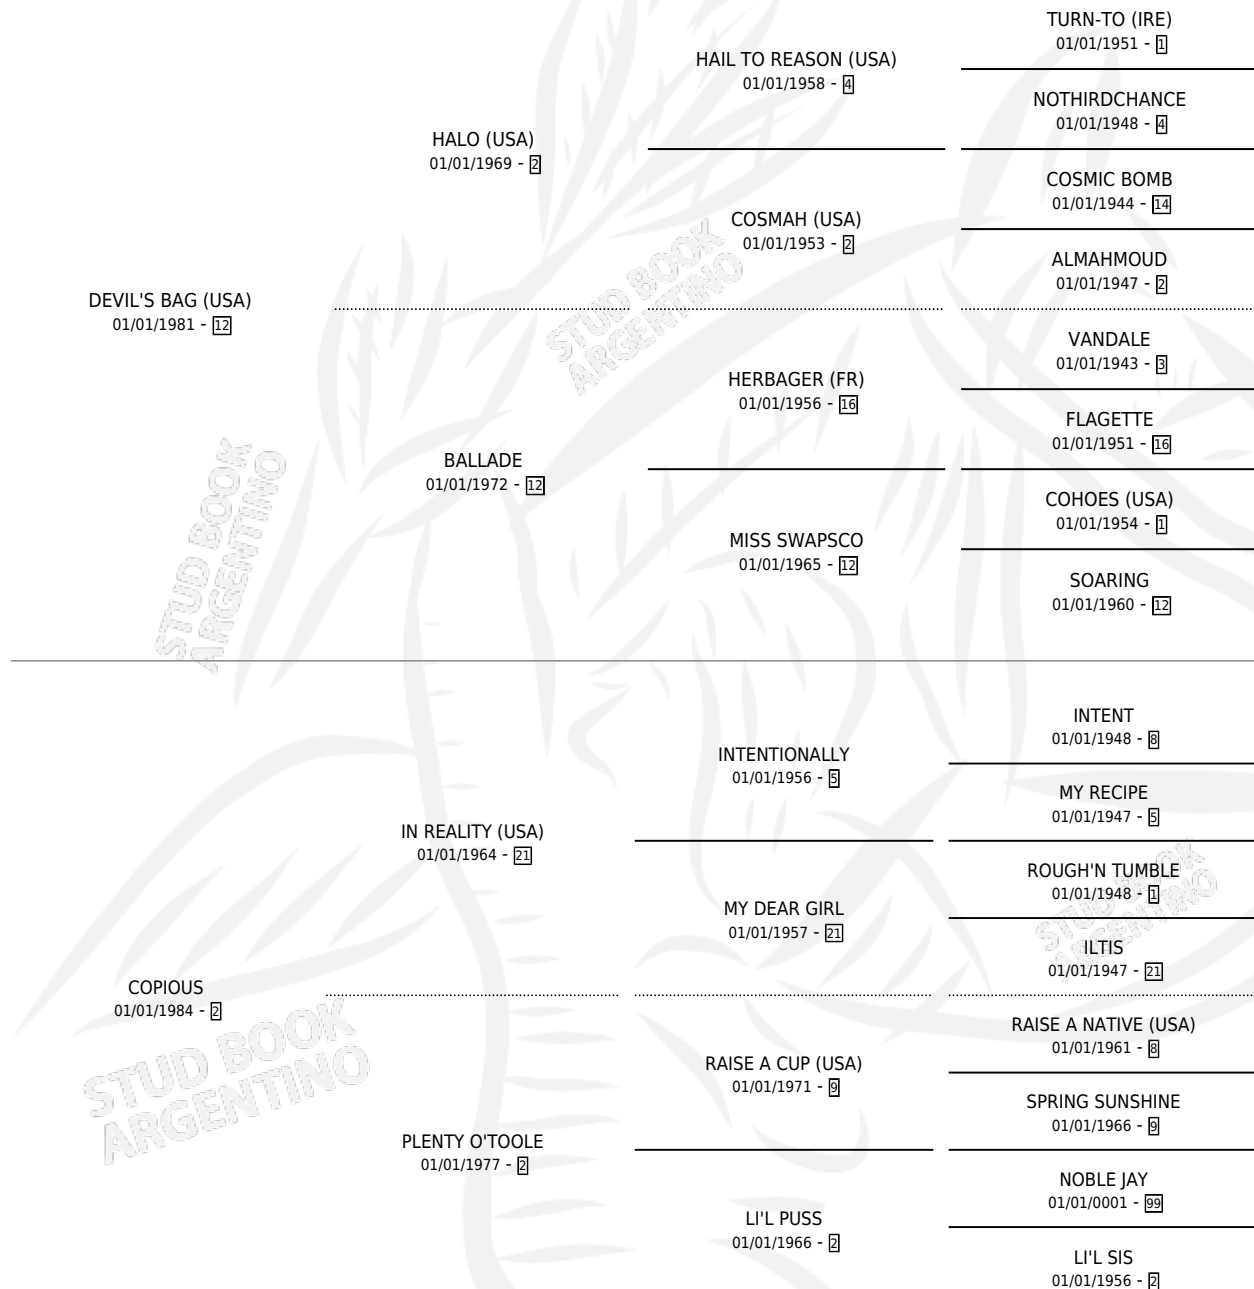 TURN-TO (IRE)
01/01/1951 - 1
HAIL TO REASON (USA)
01/01/1958 - 4
NOTHIRDCHANCE
01/01/1948 - 4
HALO (USA)
01/01/1969 - 2
COSMIC BOMB
01/01/1944 - 14
COSMAH (USA)
01/01/1953 - 2
ALMAHMOUD
01/01/1947 - 2
DEVIL'S BAG (USA)
01/01/1981 - 12
VANDALE
01/01/1943 - 3
HERBAGER (FR)
01/01/1956 - 16
FLAGETTE
01/01/1951 - 16
BALLADE
01/01/1972 - 12
COHOES (USA)
01/01/1954 - 1
MISS SWAPSCO
01/01/1965 - 12
SOARING
01/01/1960 - 12
INTENT
01/01/1948 - 8
INTENTIONALLY
01/01/1956 - 5
MY RECIPE
01/01/1947 - 5
IN REALITY (USA)
01/01/1964 - 21
ROUGH'N TUMBLE
01/01/1948 - 1
MY DEAR GIRL
01/01/1957 - 21
ILTIS
01/01/1947 - 21
COPIOUS
01/01/1984 - 2
RAISE A NATIVE (USA)
01/01/1961 - 8
RAISE A CUP (USA)
01/01/1971 - 9
SPRING SUNSHINE
01/01/1966 - 9
PLENTY O'TOOLE
01/01/1977 - 2
NOBLE JAY
01/01/0001 - 99
LI'L PUSS
01/01/1966 - 2
LI'L SIS
01/01/1956 - 2
STUD BOOK
ARGENTINO
STUD BOOK
ARGENTINO
STUD BOOK
ARGENTINO
STUD BOOK
ARGENTINO